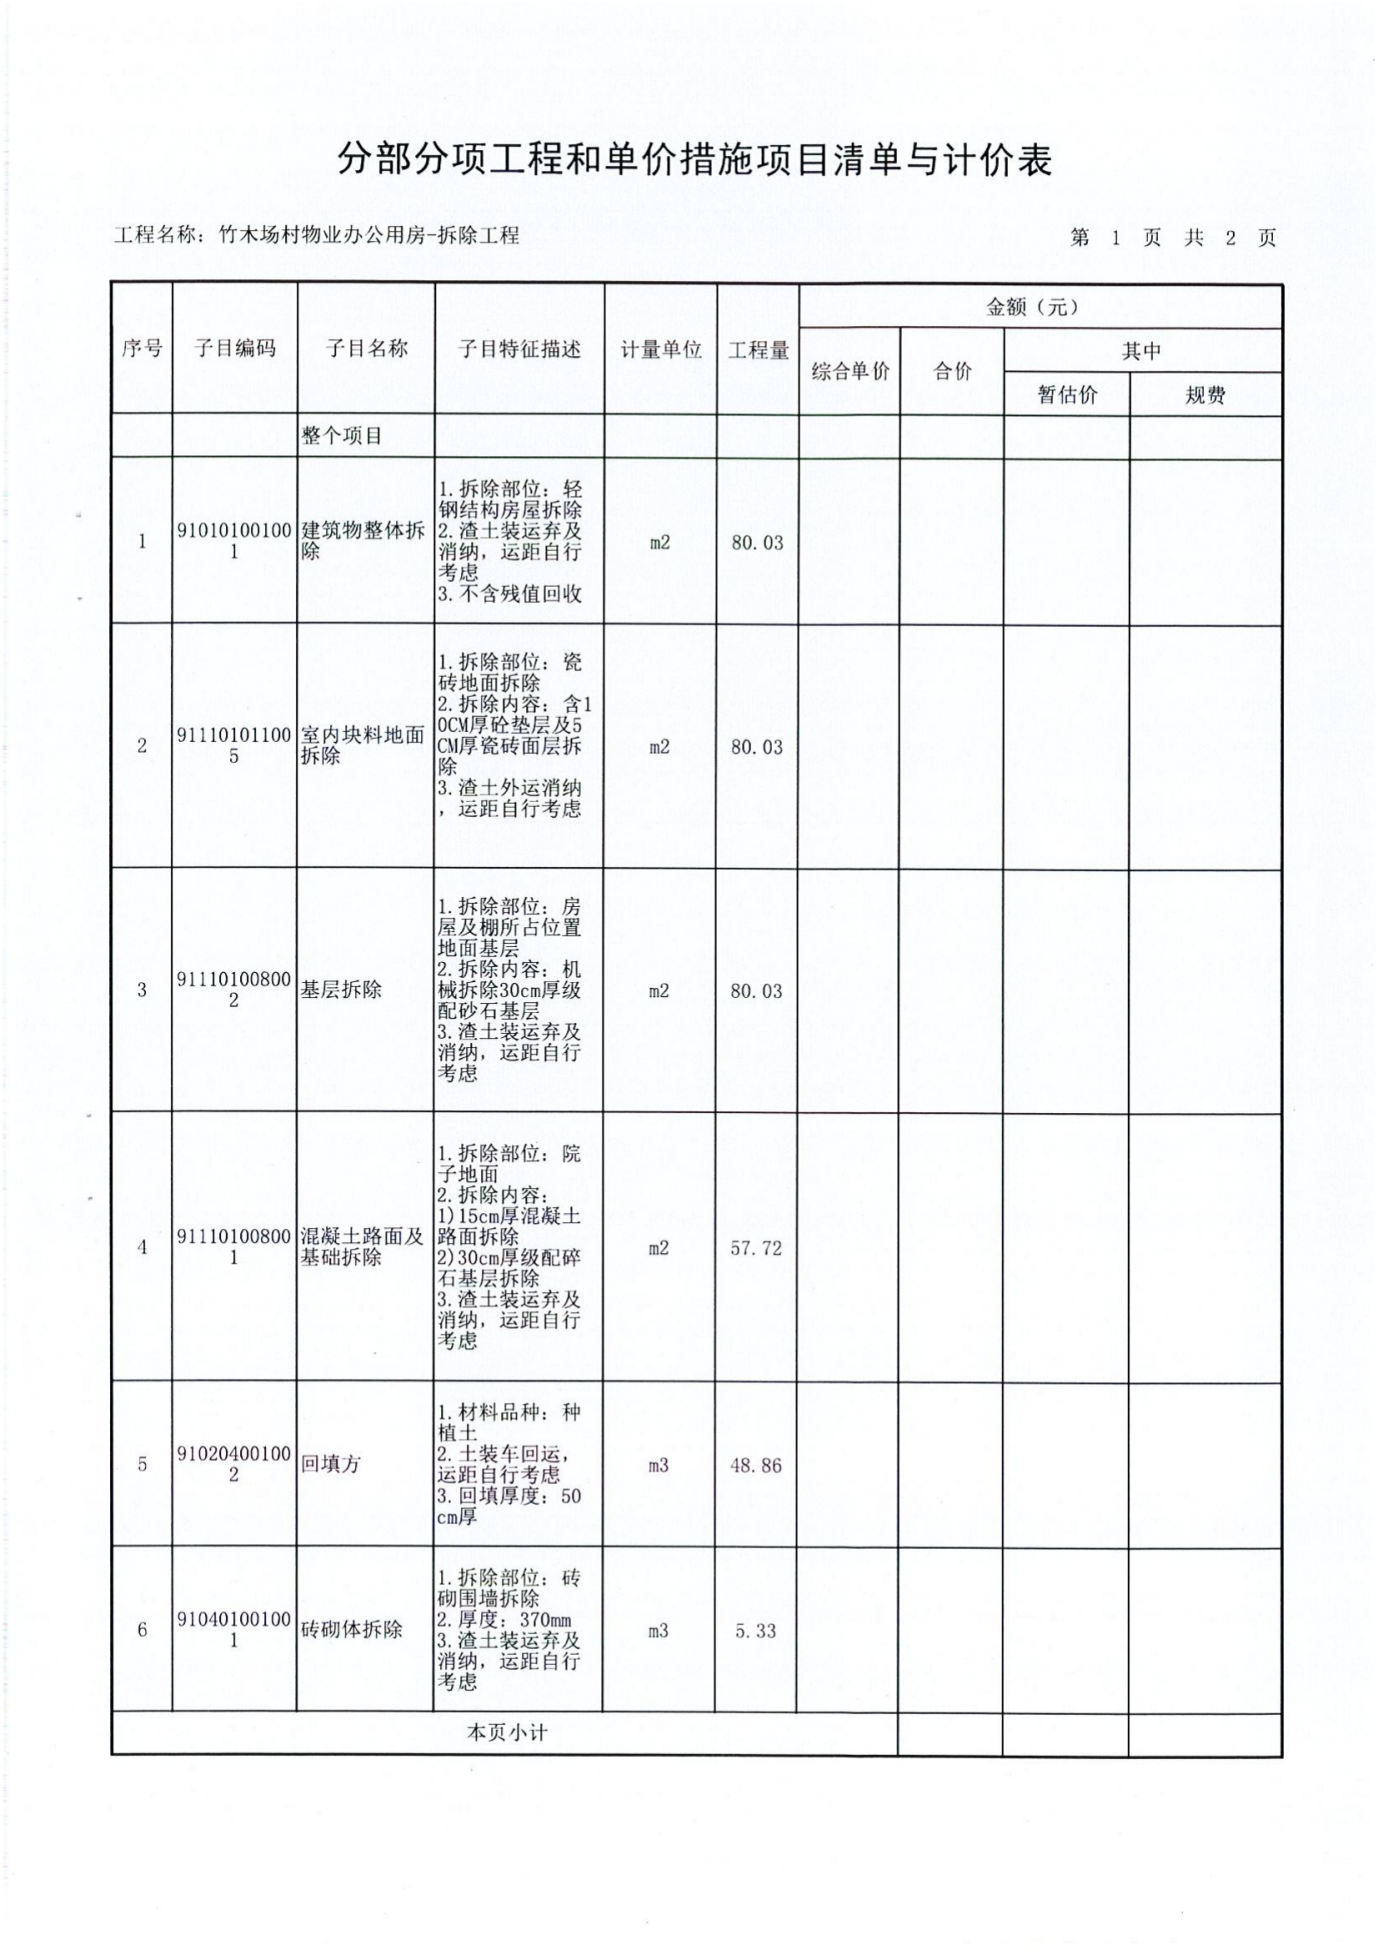 分部分项工程和单价措施项目清单与计价表
工程名称：竹木场村物业办公用房-拆除工程
第 1 页 共 2 页
序号
子目编码
子目名称
子目特征描述
计量单位
工程量
金额（元）
综合单价
合价
其中
暂估价
规费
整个项目
1
91010100100
1
建筑物整体拆
除
1.拆除部位：轻
钢结构房屋拆除
2.渣土装运弃及
消纳，运距自行
考虑
3.不含残值回收
m2
80.03
2
91110101100
5
室内块料地面
拆除
1.拆除部位：瓷
砖地面拆除
2.拆除内容：含1
0CM厚砼垫层及5
CM厚瓷砖面层拆
除
3.渣土外运消纳
，运距自行考虑
m2
80.03
3
91110100800
2
基层拆除
1.拆除部位：房
屋及棚所占位置
地面基层
2.拆除内容：机
械拆除30cm厚级
配砂石基层
3.渣土装运弃及
消纳，运距自行
考虑
m2
80.03
4
91110100800
1
混凝土路面及
基础拆除
1.拆除部位：院
子地面
2.拆除内容：
1)15cm厚混凝土
路面拆除
2)30cm厚级配碎
石基层拆除
3.渣土装运弃及
消纳，运距自行
考虑
m2
57.72
5
91020400100
2
回填方
1.材料品种：种
植土
2.土装车回运，
运距自行考虑
3.回填厚度：50
cm厚
m3
48.86
6
91040100100
1
砖砌体拆除
1.拆除部位：砖
砌围墙拆除
2.厚度：370mm
3.渣土装运弃及
消纳，运距自行
考虑
m3
5.33
本页小计